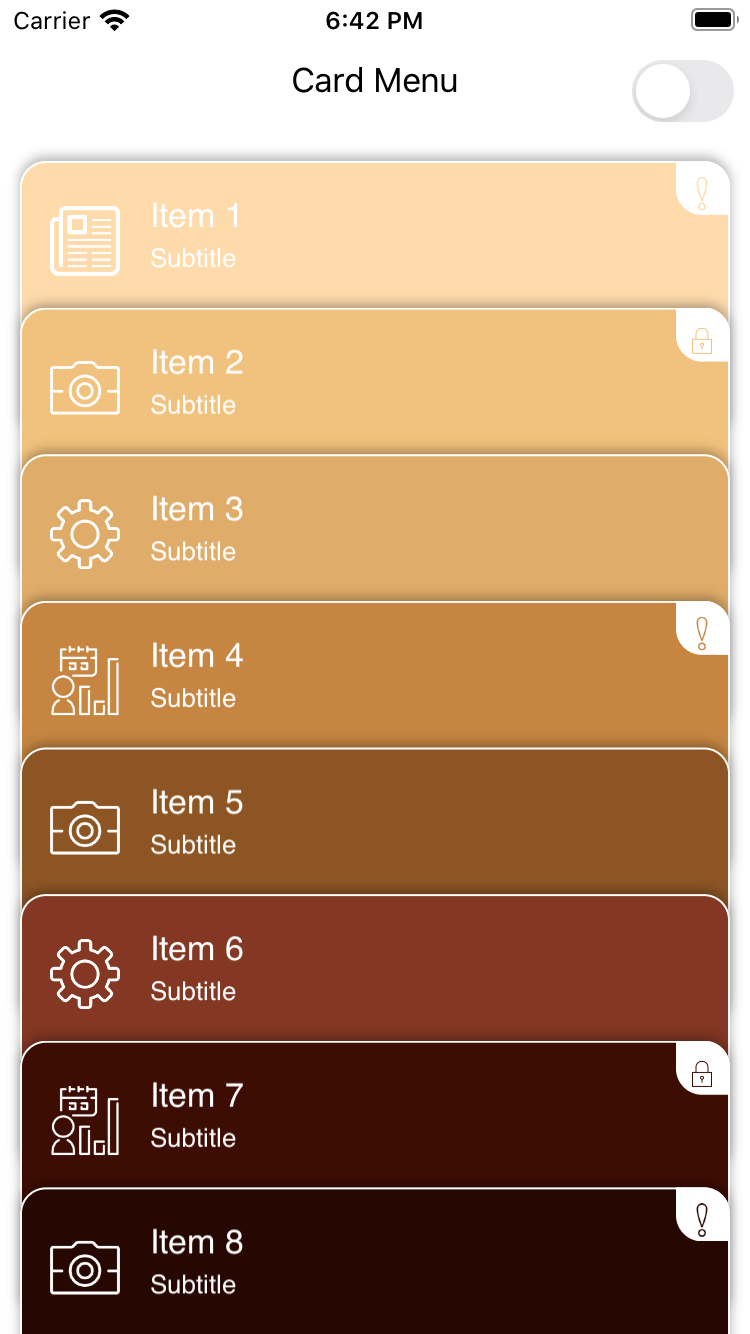 Carrier 6:42 PM
Card Menu
Item 1
Subtitle
Item 2
Subtitle
Item 3
Subtitle
Item 4
Subtitle
Item 5
Subtitle
Item 6
Subtitle
Item 7
Subtitle
Item 8
Subtitle